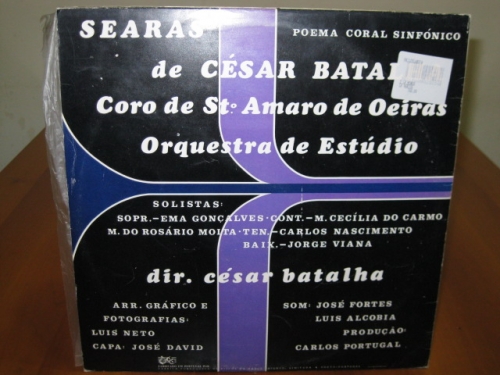 SEARAS POEMA CORAL SINFÓNICO
de CÉSAR BATAL
Coro de Stº Amaro de Oeiras
Orquestra de Estúdio
SOLISTAS:
SOPR.-EMA GONÇALVES-CONT.-M. CECÍLIA DO CARMO
M. DO ROSÁRIO MOITA-TEN.-CARLOS NASCIMENTO
BAIX.-JORGE VIANA
dir. césar batalha
ARR. GRÁFICO E
FOTOGRAFIAS:
LUIS NETO
CAPA: JOSÉ DAVID
SOM: JOSÉ FORTES
LUIS ALCOBIA
PRODUÇÃO:
CARLOS PORTUGAL